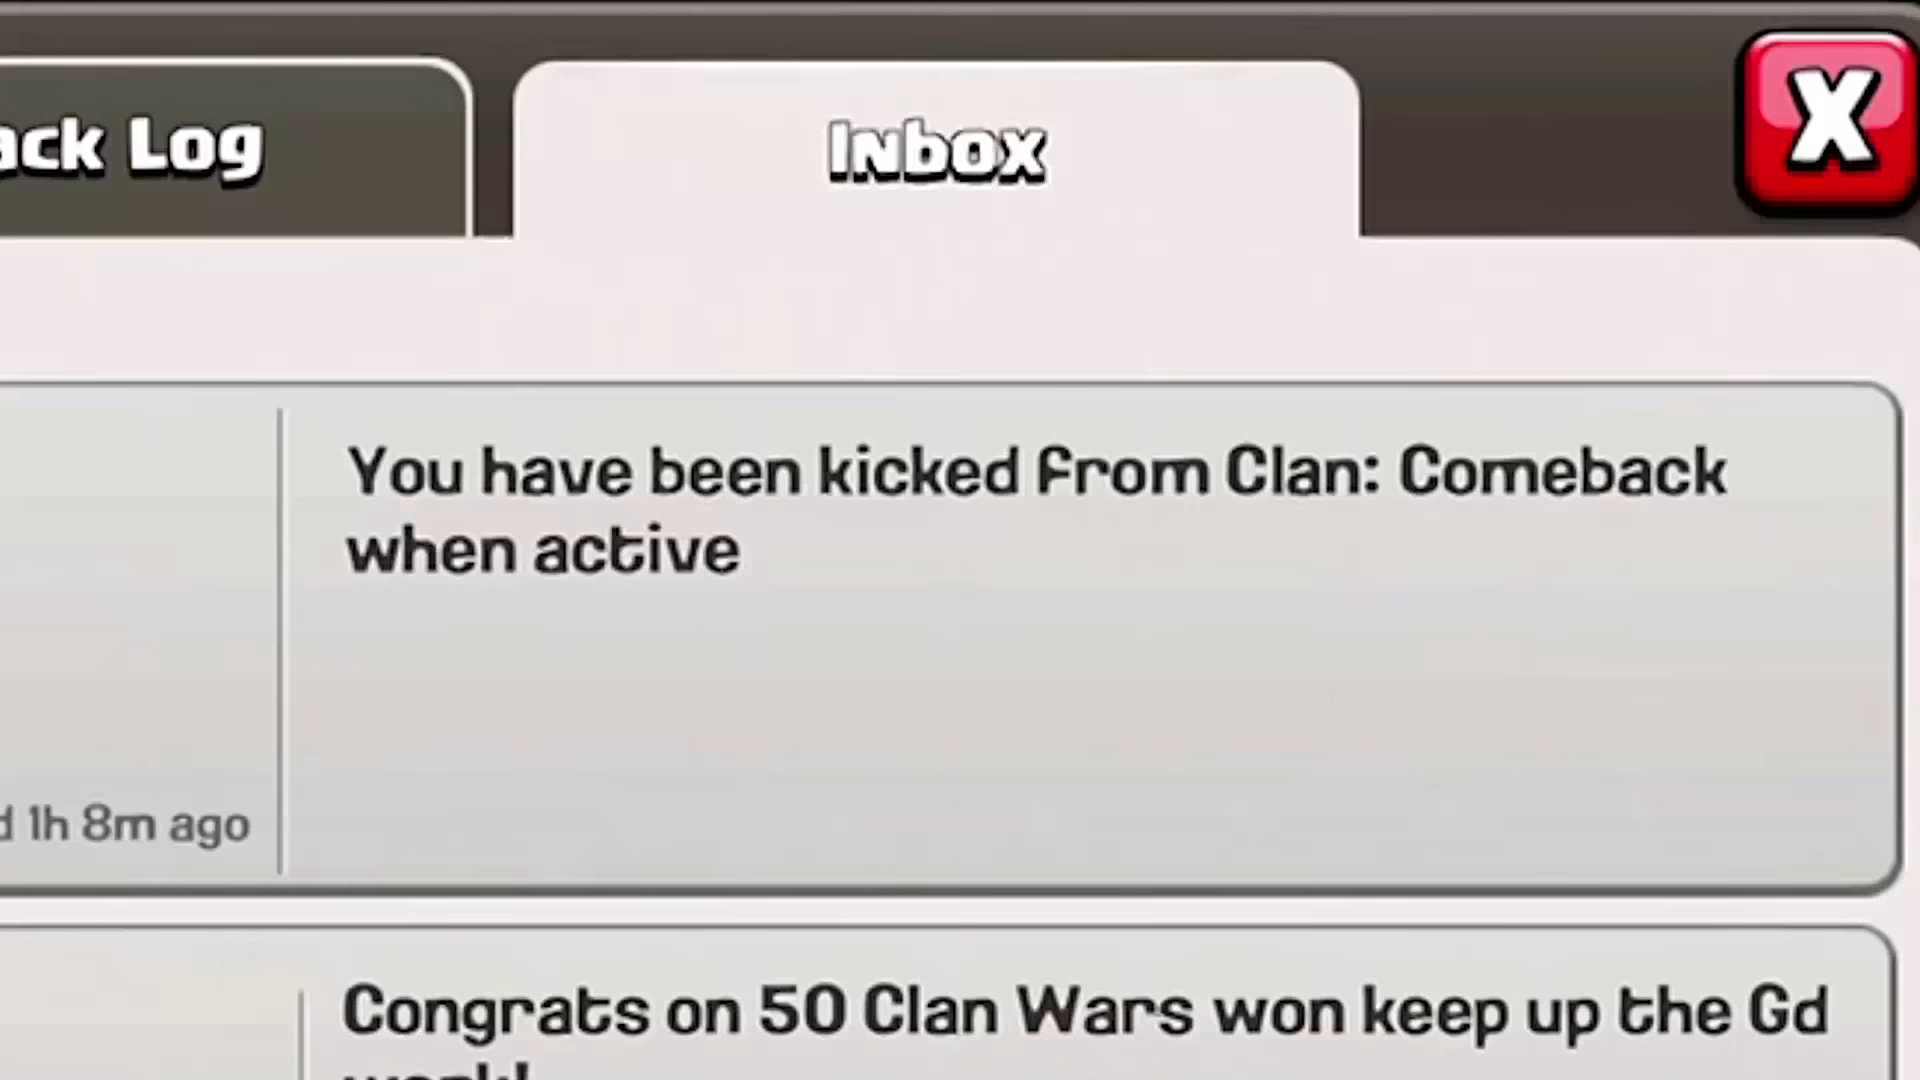 ack Log
Inbox
X
You have been kicked from Clan: Comeback
when active
d 1h 8m ago
Congrats on 50 Clan Wars won keep up the Gd
work!